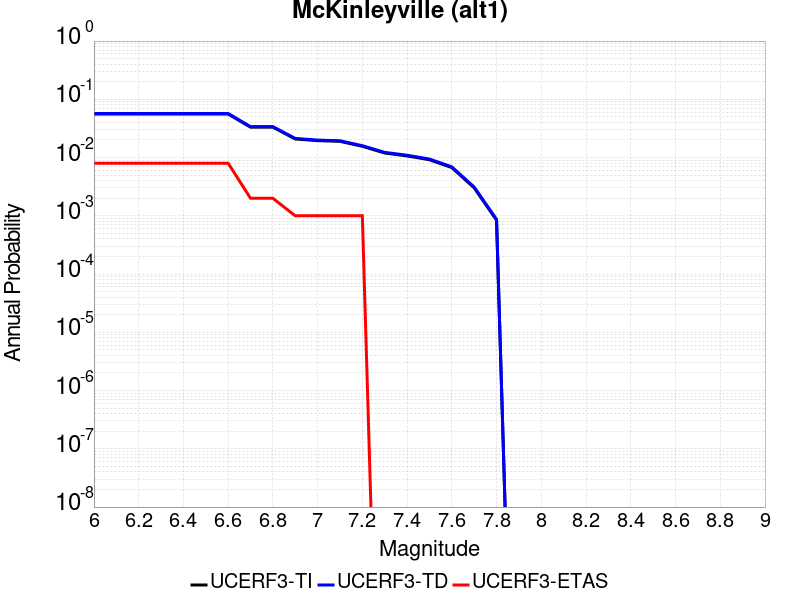 McKinleyville (alt1)
10^0
10^-1
10^-2
10^-3
10^-4
10^-5
10^-6
10^-7
10^-8
Annual Probability
6 6.2 6.4 6.6 6.8 7 7.2 7.4 7.6 7.8 8 8.2 8.4 8.6 8.8 9
Magnitude
UCERF3-TI UCERF3-TD UCERF3-ETAS